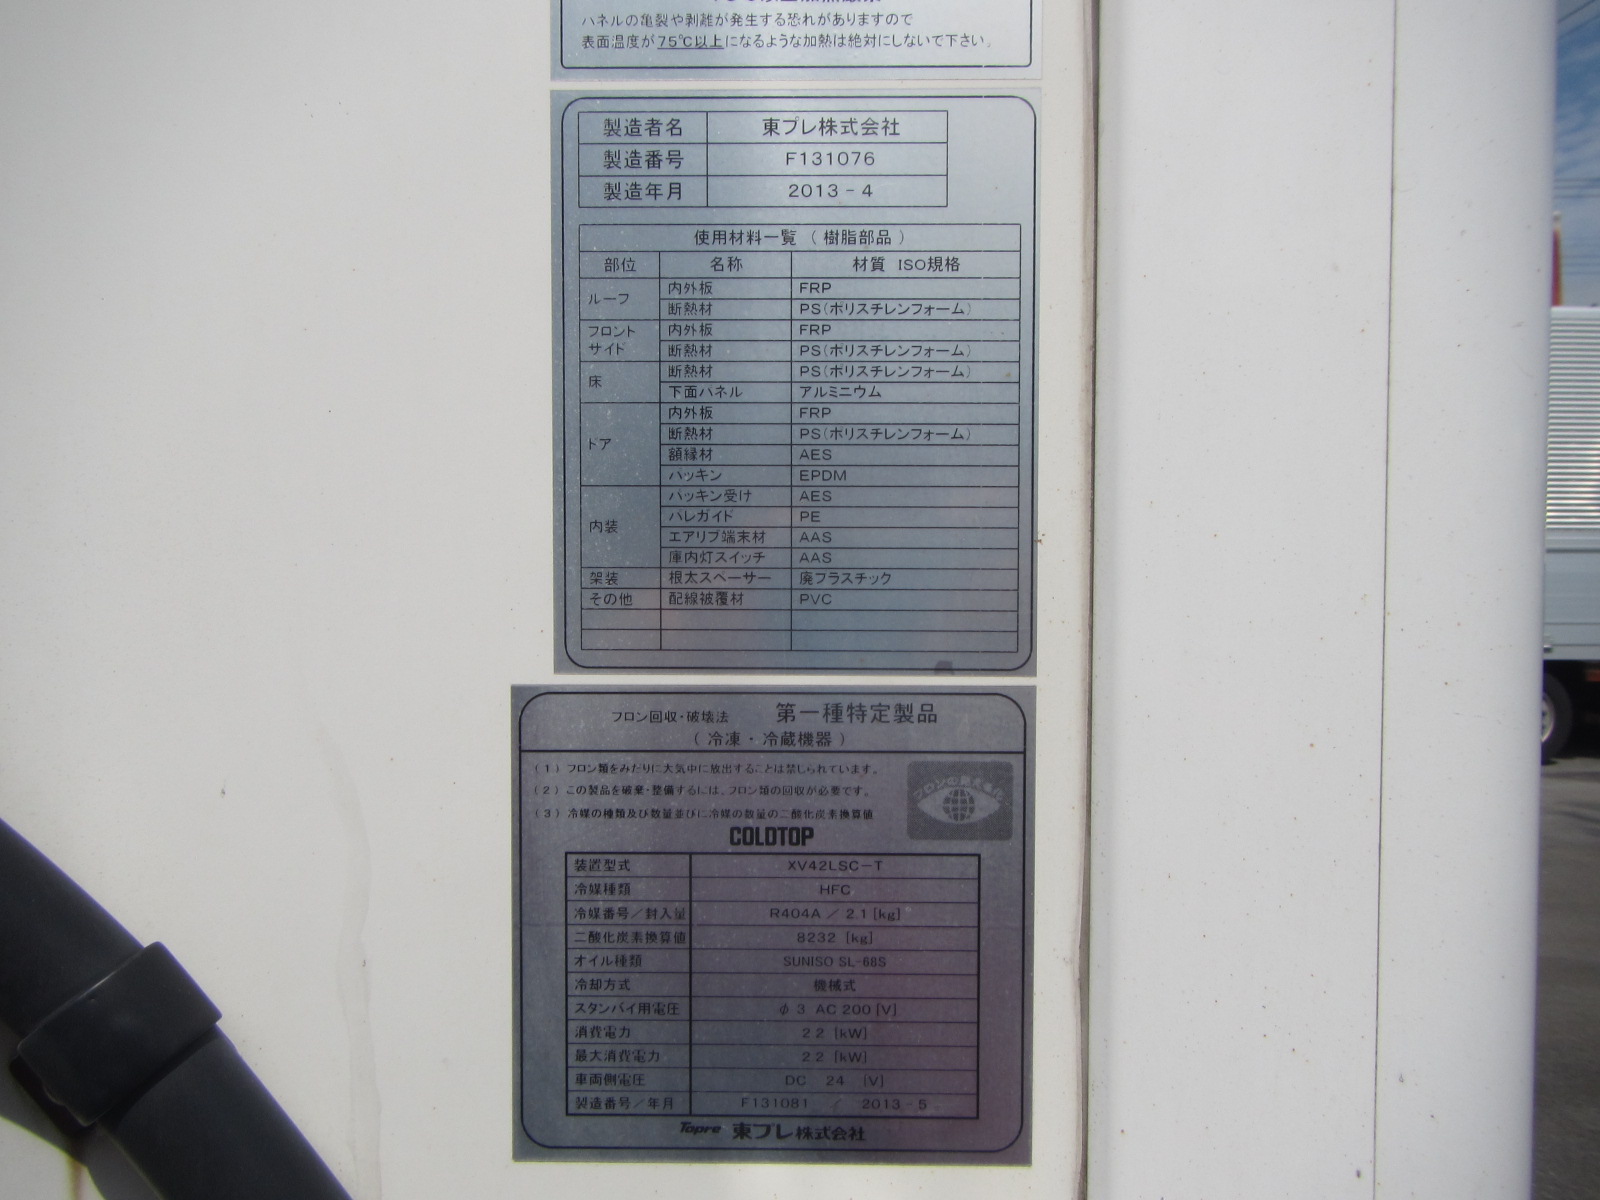 パネルの亀裂や剥離が発生する恐れがありますので
表面温度が75℃以上になるような加熱は絶対にしないで下さい。
製造者名 東プレ株式会社
製造番号 F131076
製造年月 2013-4
使用材料一覧(樹脂部品)
部位 名称 材質 ISO規格
ルーフ 内外板 FRP
断熱材 PS(ポリスチレンフォーム)
フロント
サイド 内外板 FRP
断熱材 PS(ポリスチレンフォーム)
床 断熱材 PS(ポリスチレンフォーム)
下面パネル アルミニウム
ドア 内外板 FRP
断熱材 PS(ポリスチレンフォーム)
額縁材 AES
パッキン EPDM
内装 パッキン受け AES
パレガイド PE
エアリブ端末材 AAS
庫内灯スイッチ AAS
架装 根太スペーサー 廃プラスチック
その他 配線被覆材 PVC
フロン回収・破壊法 第一種特定製品
(冷凍・冷蔵機器)
(1)フロン類をみだりに大気中に放出することは禁じられています。
(2)この製品を破棄・整備するには、フロン類の回収が必要です。
(3)冷媒の種類及び数量並びに冷媒の数量の二酸化炭素換算値
COLDTOP
装置型式 XV42LSC-T
冷媒種類 HFC
冷媒番号/封入量 R404A / 2.1 [kg]
二酸化炭素換算値 8232 [kg]
オイル種類 SUNISO SL-68S
冷却方式 機械式
スタンバイ用電圧 φ3 AC 200 [V]
消費電力 2.2 [kW]
最大消費電力 2.2 [kW]
車両側電圧 DC 24 [V]
製造番号/年月 F131081 / 2013-5
Topre 東プレ株式会社